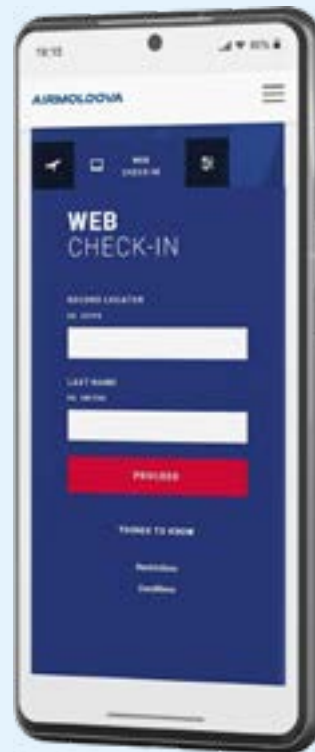 AIRMOLDOVA
WEB
CHECK-IN
WEB
CHECK-IN
RECORD LOCATOR
LAST NAME
PROCEED
THINGS TO KNOW
Restrictions
Conditions